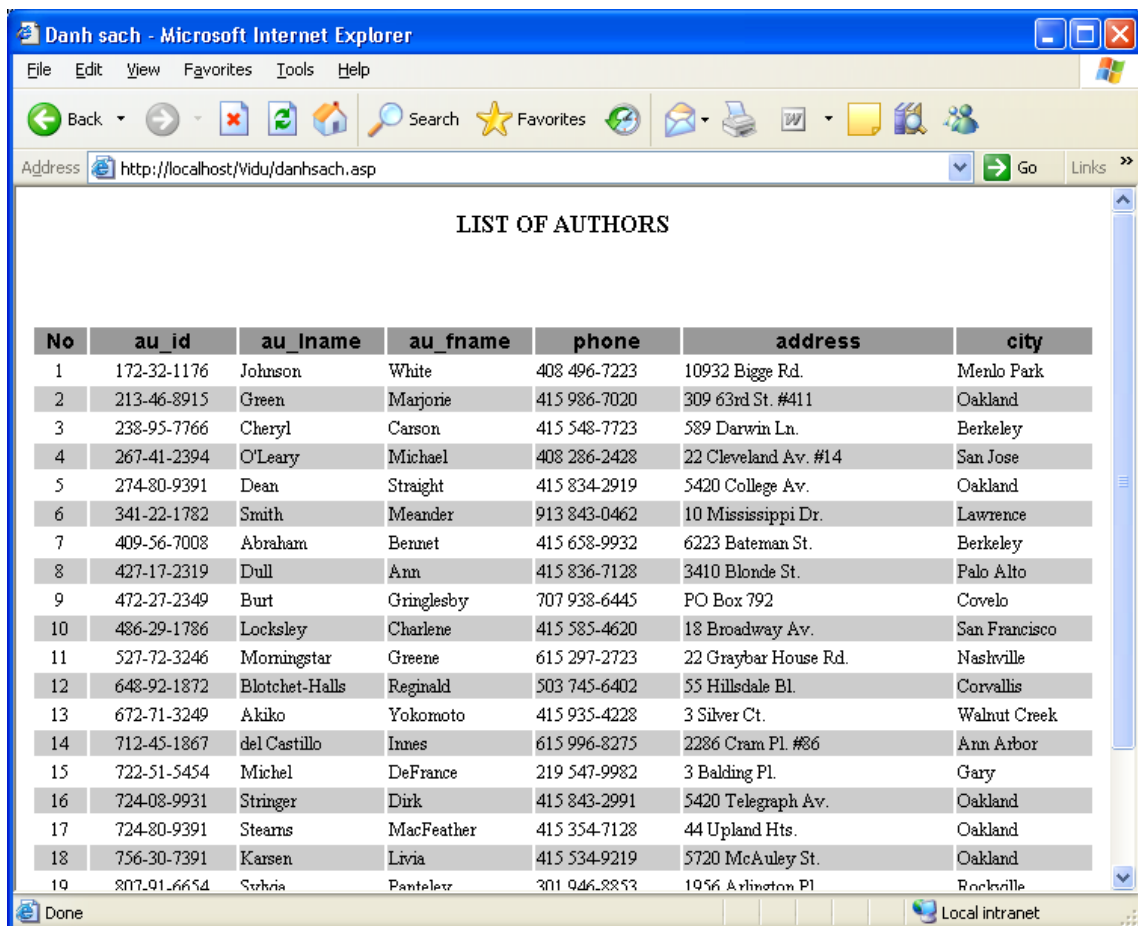 Danh sach - Microsoft Internet Explorer
File Edit View Favorites Tools Help
Back Search Favorites W
Address http://localhost/Vidu/danhsach.asp Go Links »
LIST OF AUTHORS
No au_id au_lname au_fname phone address city
1 172-32-1176 Johnson White 408 496-7223 10932 Bigge Rd. Menlo Park
2 213-46-8915 Green Marjorie 415 986-7020 309 63rd St. #411 Oakland
3 238-95-7766 Cheryl Carson 415 548-7723 589 Darwin Ln. Berkeley
4 267-41-2394 O'Leary Michael 408 286-2428 22 Cleveland Av. #14 San Jose
5 274-80-9391 Dean Straight 415 834-2919 5420 College Av. Oakland
6 341-22-1782 Smith Meander 913 843-0462 10 Mississippi Dr. Lawrence
7 409-56-7008 Abraham Bennet 415 658-9932 6223 Bateman St. Berkeley
8 427-17-2319 Dull Ann 415 836-7128 3410 Blonde St. Palo Alto
9 472-27-2349 Burt Gringlesby 707 938-6445 PO Box 792 Covelo
10 486-29-1786 Locksley Charlene 415 585-4620 18 Broadway Av. San Francisco
11 527-72-3246 Morningstar Greene 615 297-2723 22 Graybar House Rd. Nashville
12 648-92-1872 Blotchet-Halls Reginald 503 745-6402 55 Hillsdale Bl. Corvallis
13 672-71-3249 Akiko Yokomoto 415 935-4228 3 Silver Ct. Walnut Creek
14 712-45-1867 del Castillo Innes 615 996-8275 2286 Cram Pl. #86 Ann Arbor
15 722-51-5454 Michel DeFrance 219 547-9982 3 Balding Pl. Gary
16 724-08-9931 Stringer Dirk 415 843-2991 5420 Telegraph Av. Oakland
17 724-80-9391 Stearns MacFeather 415 354-7128 44 Upland Hts. Oakland
18 756-30-7391 Karsen Livia 415 534-9219 5720 McAuley St. Oakland
19 807-91-6654 Sylvia Panteley 301 946-8853 1956 Arlington Pl. Rockville
Done Local intranet